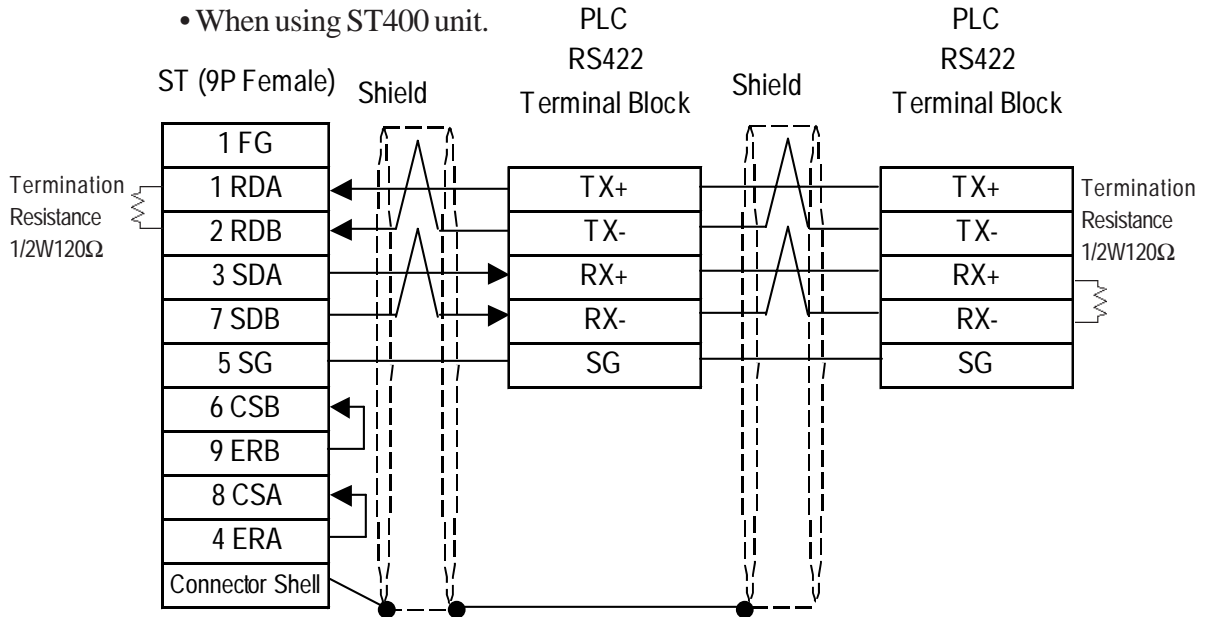 • When using ST400 unit.
PLC
RS422
Terminal Block
PLC
RS422
Terminal Block
ST (9P Female)
Shield
Shield
1 FG
1 RDA
2 RDB
3 SDA
7 SDB
5 SG
6 CSB
9 ERB
8 CSA
4 ERA
Connector Shell
Termination
Resistance
1/2W120Ω
TX+
TX-
RX+
RX-
SG
TX+
TX-
RX+
RX-
SG
Termination
Resistance
1/2W120Ω